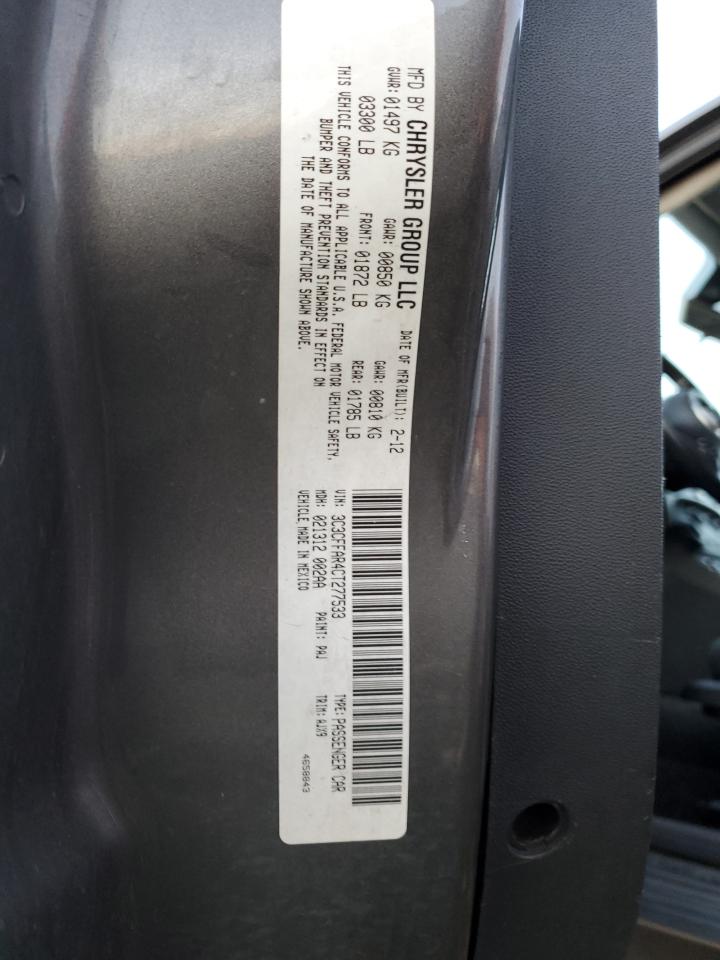 MFD BY CHRYSLER GROUP LLC
DATE OF MFR(BUILT): 2-12
GVWR: 01497 KG
GAWR: 00850 KG
GAWR: 00810 KG
03300 LB
FRONT: 01872 LB
REAR: 01785 LB
THIS VEHICLE CONFORMS TO ALL APPLICABLE U.S.A. FEDERAL MOTOR VEHICLE SAFETY,
BUMPER AND THEFT PREVENTION STANDARDS IN EFFECT ON
THE DATE OF MANUFACTURE SHOWN ABOVE.
VIN: 3C3CFFAR4CT277533
TYPE: PASSENGER CAR
MDH: 021312 002AA
PAINT: PAJ
TRIM: AJX9
VEHICLE MADE IN MEXICO
4658843